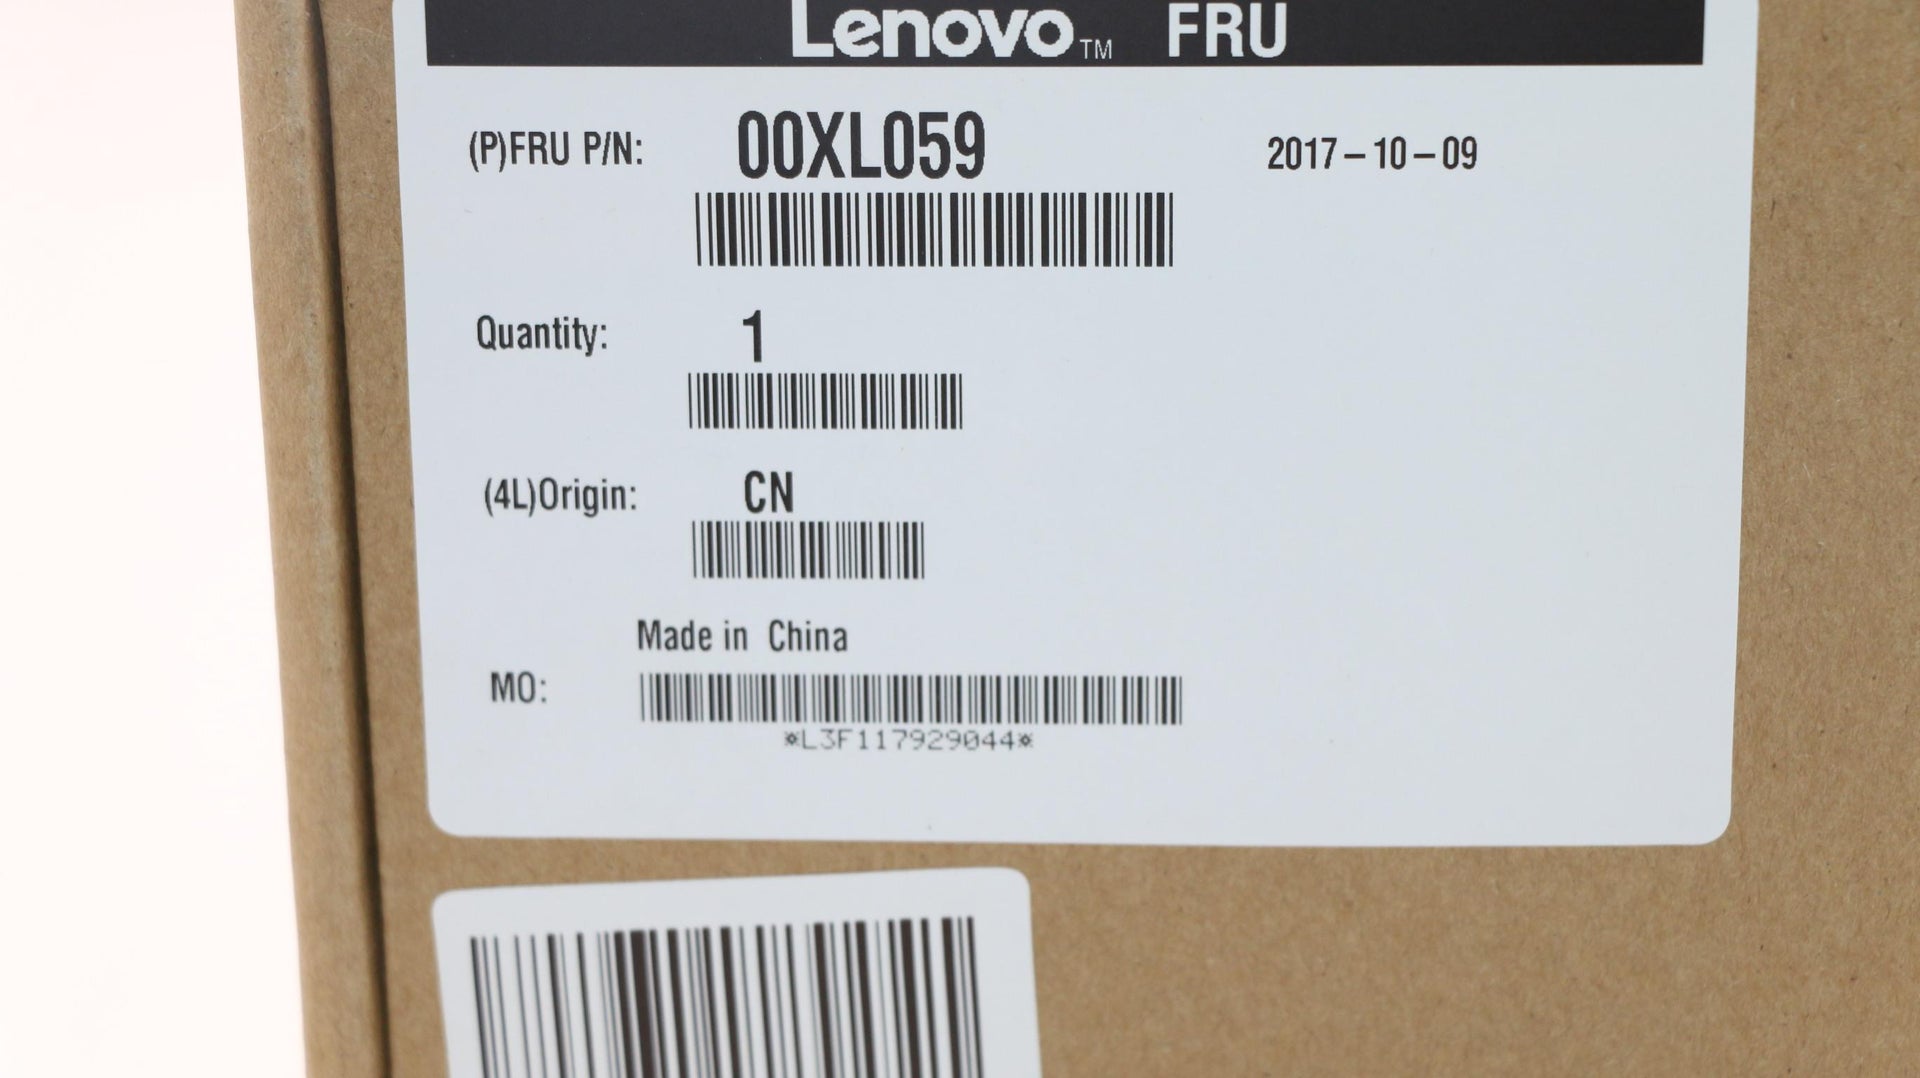 Lenovo™ FRU
(P)FRU P/N: 00XL059 2017-10-09
Quantity: 1
(4L)Origin: CN
Made in China
MO:
*L3F117929044*